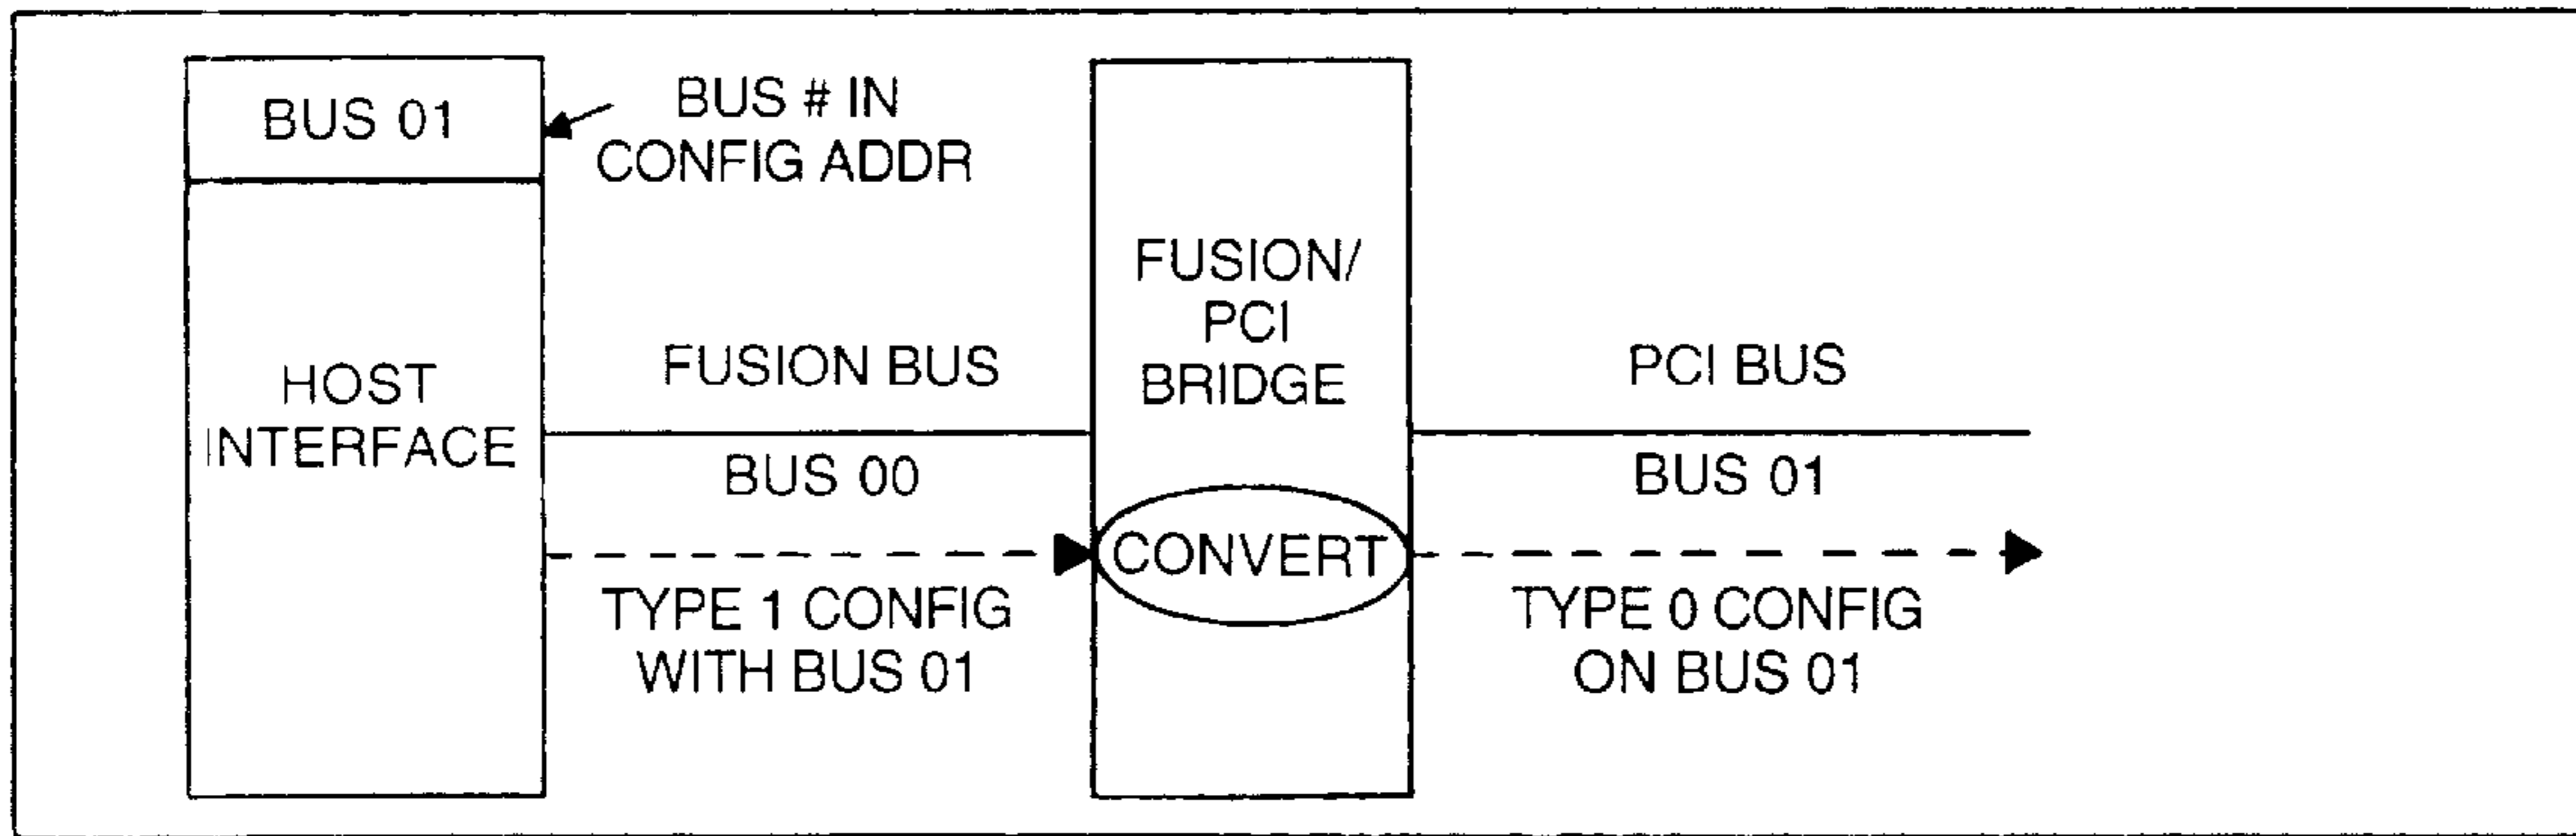 BUS 01
BUS # IN
CONFIG ADDR
HOST
INTERFACE
FUSION BUS
BUS 00
TYPE 1 CONFIG
WITH BUS 01
FUSION/
PCI
BRIDGE
CONVERT
PCI BUS
BUS 01
TYPE 0 CONFIG
ON BUS 01